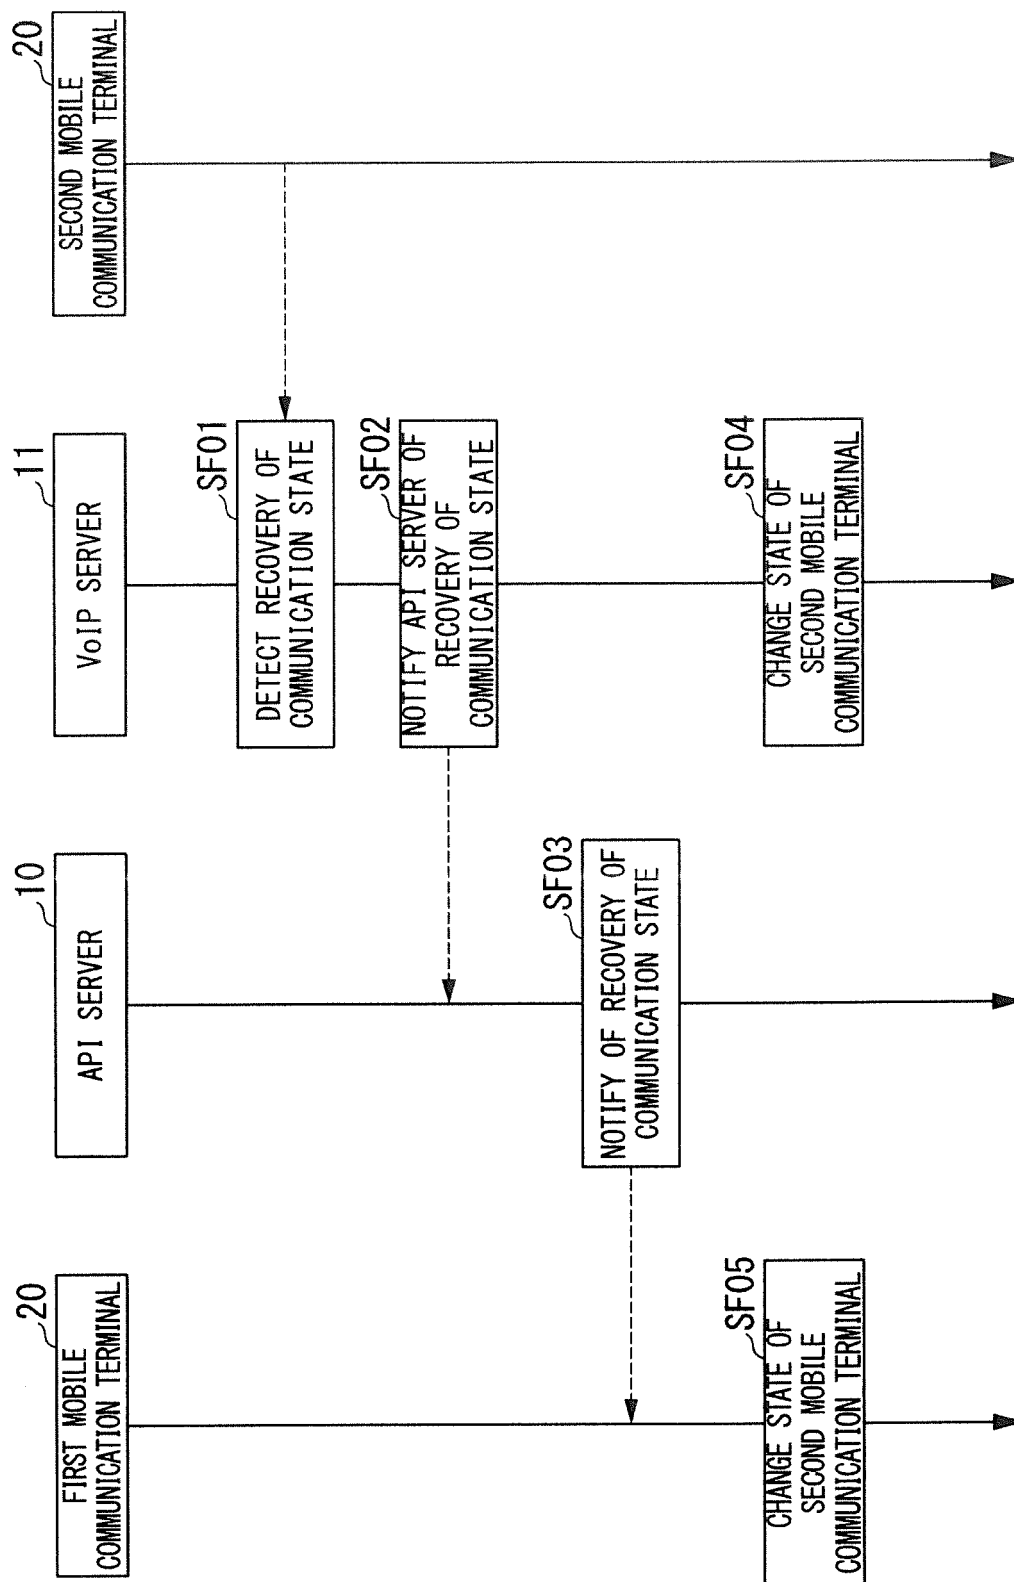 20
FIRST MOBILE
COMMUNICATION TERMINAL
10
API SERVER
11
VoIP SERVER
20
SECOND MOBILE
COMMUNICATION TERMINAL
SF01
DETECT RECOVERY OF
COMMUNICATION STATE
SF02
NOTIFY API SERVER OF
RECOVERY OF
COMMUNICATION STATE
SF03
NOTIFY OF RECOVERY OF
COMMUNICATION STATE
SF05
CHANGE STATE OF
SECOND MOBILE
COMMUNICATION TERMINAL
SF04
CHANGE STATE OF
SECOND MOBILE
COMMUNICATION TERMINAL